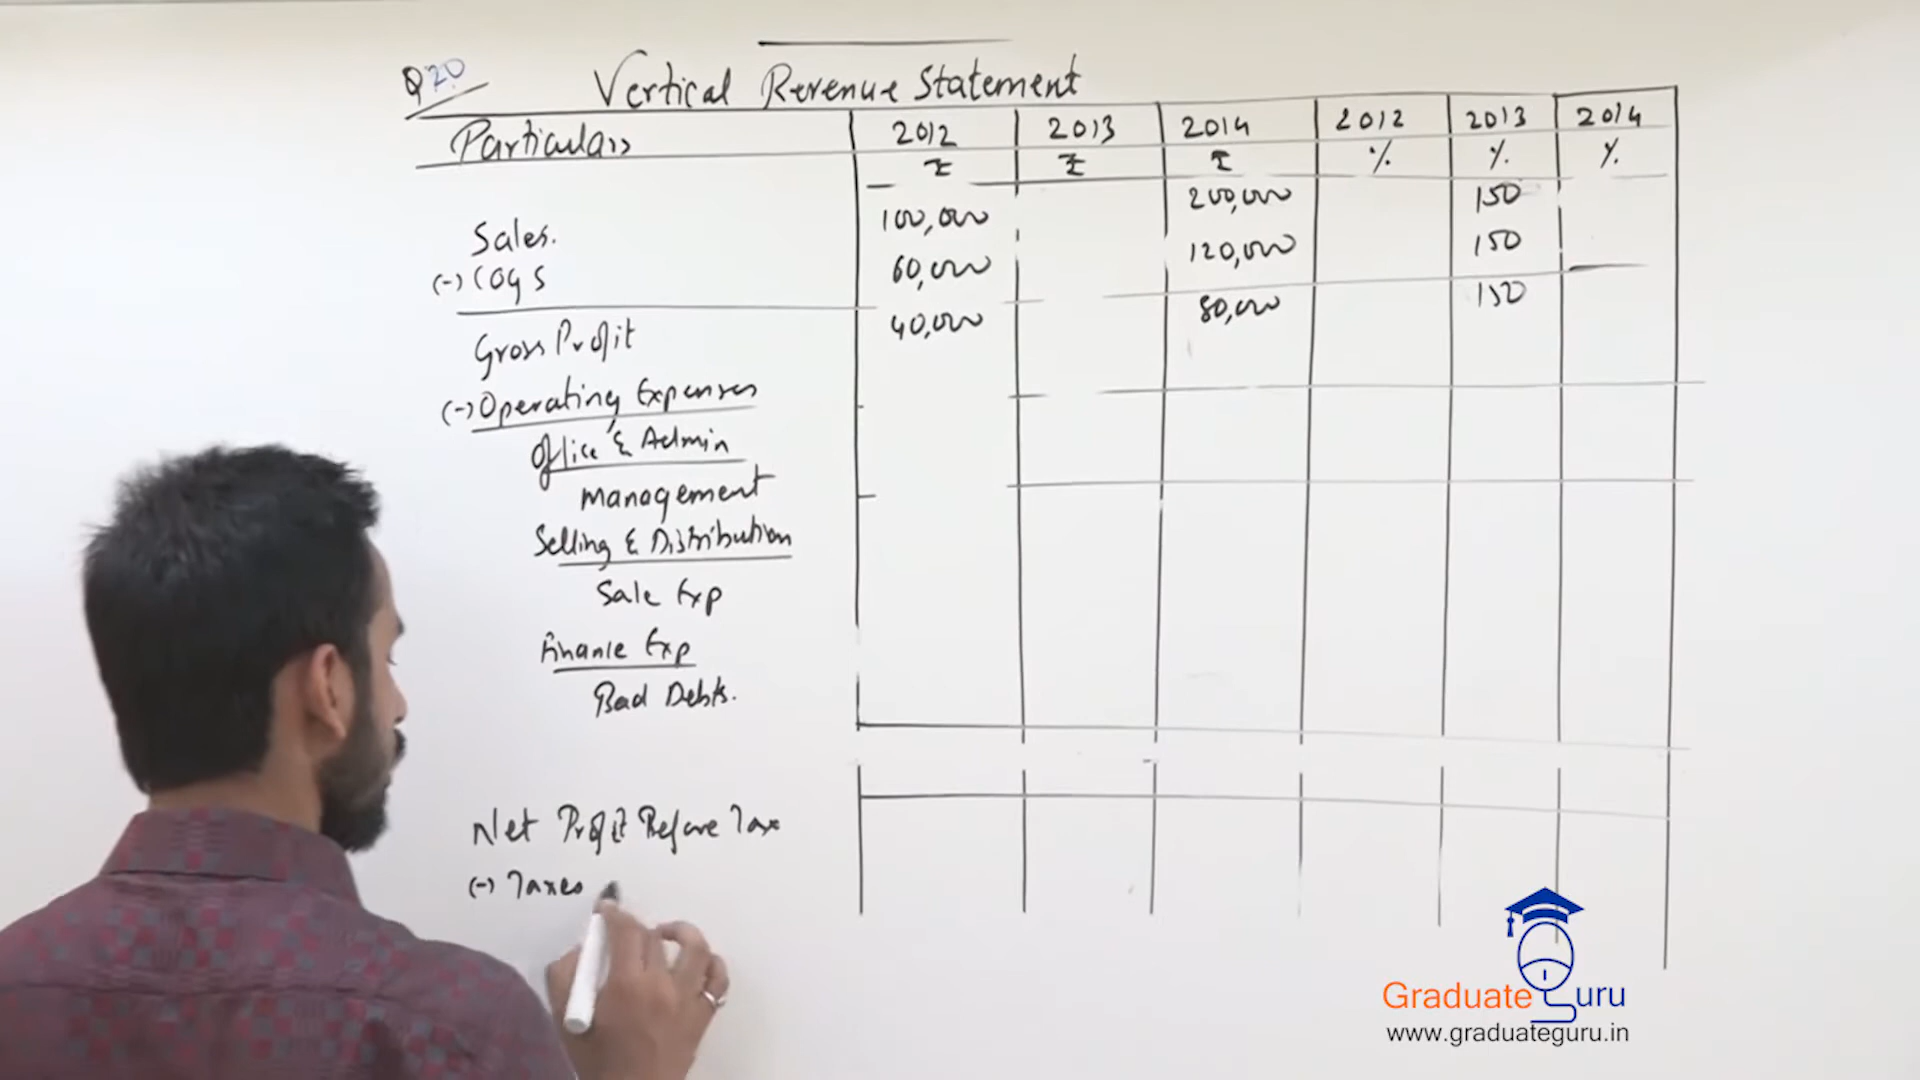 Q20
Vertical Revenue Statement
Particulars 2012 2013 2014 2012 2013 2014
₹ ₹ ₹ % % %
Sales. 100,000 200,000 150
(-) COGS 60,000 120,000 150
Gross Profit 40,000 80,000 150
(-) Operating Expenses
Office & Admin
Management
Selling & Distribution
Sale Exp
Finance Exp
Bad Debts.
Net Profit Before Tax
(-) Taxes
Graduate Guru
www.graduateguru.in